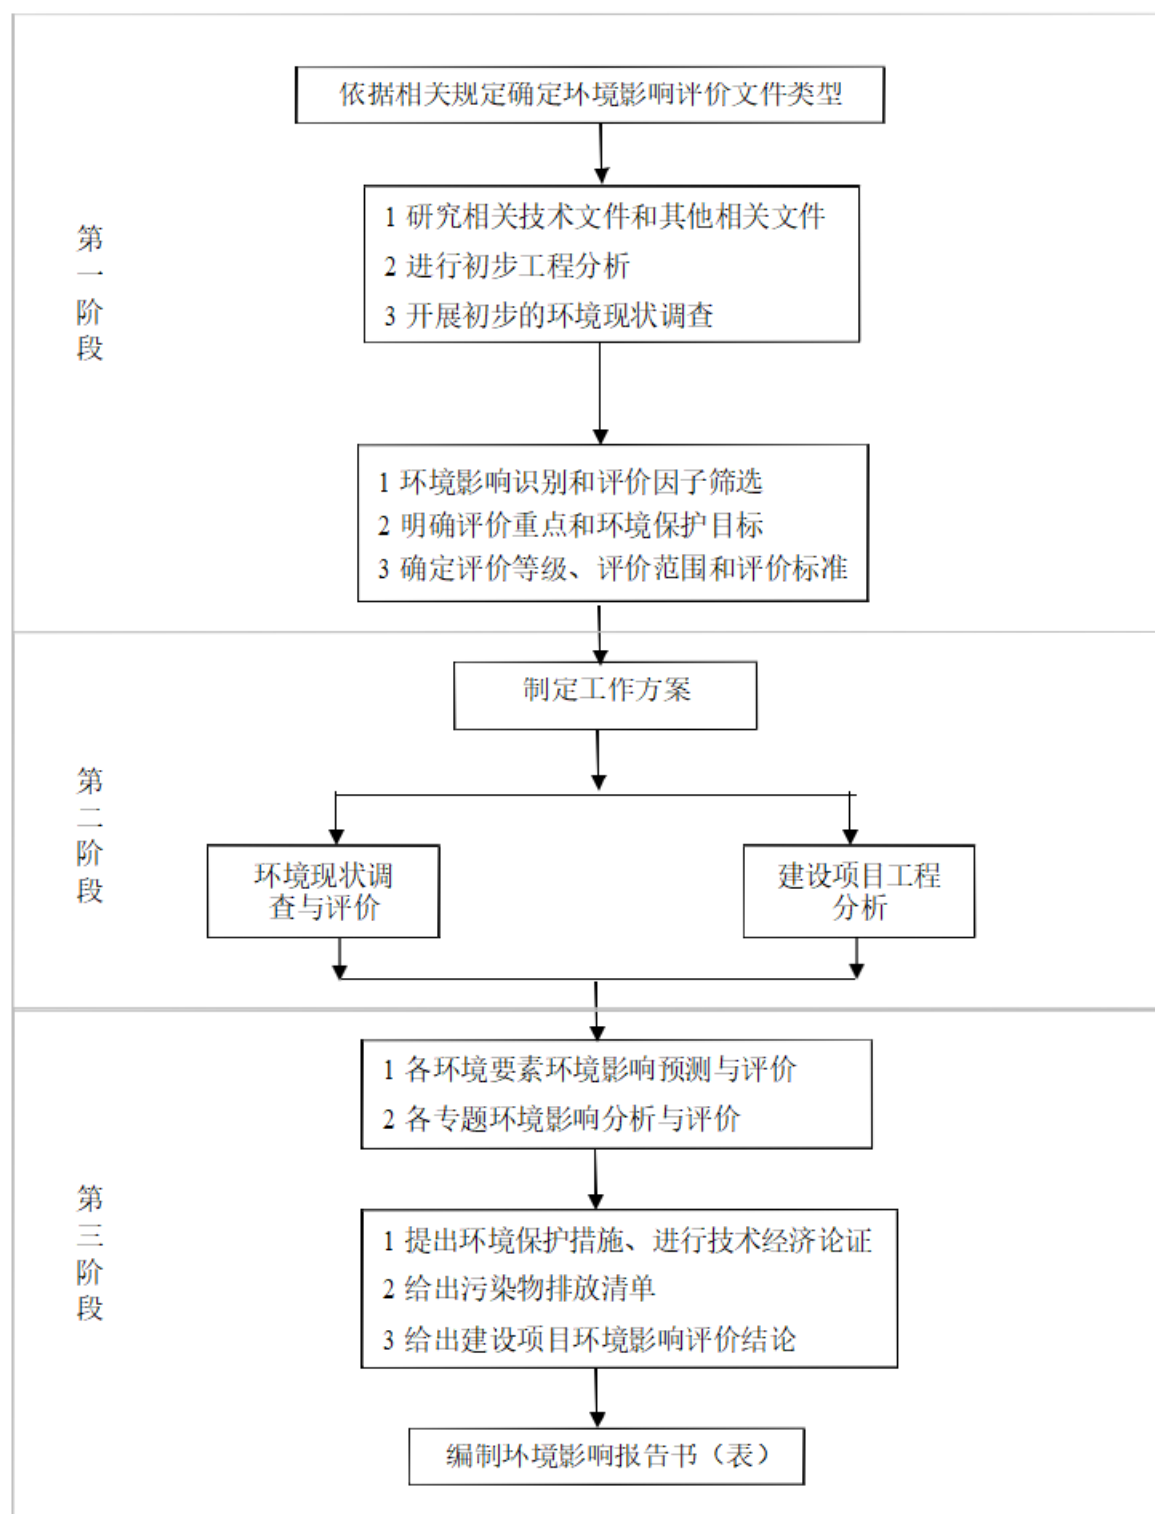 依据相关规定确定环境影响评价文件类型
第一阶段
1 研究相关技术文件和其他相关文件
2 进行初步工程分析
3 开展初步的环境现状调查
1 环境影响识别和评价因子筛选
2 明确评价重点和环境保护目标
3 确定评价等级、评价范围和评价标准
第二阶段
制定工作方案
环境现状调
查与评价
建设项目工程
分析
第三阶段
1 各环境要素环境影响预测与评价
2 各专题环境影响分析与评价
1 提出环境保护措施、进行技术经济论证
2 给出污染物排放清单
3 给出建设项目环境影响评价结论
编制环境影响报告书（表）